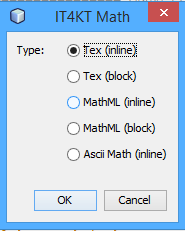 IT4KT Math
Type: Tex (inline)
Tex (block)
MathML (inline)
MathML (block)
Ascii Math (inline)
OK Cancel